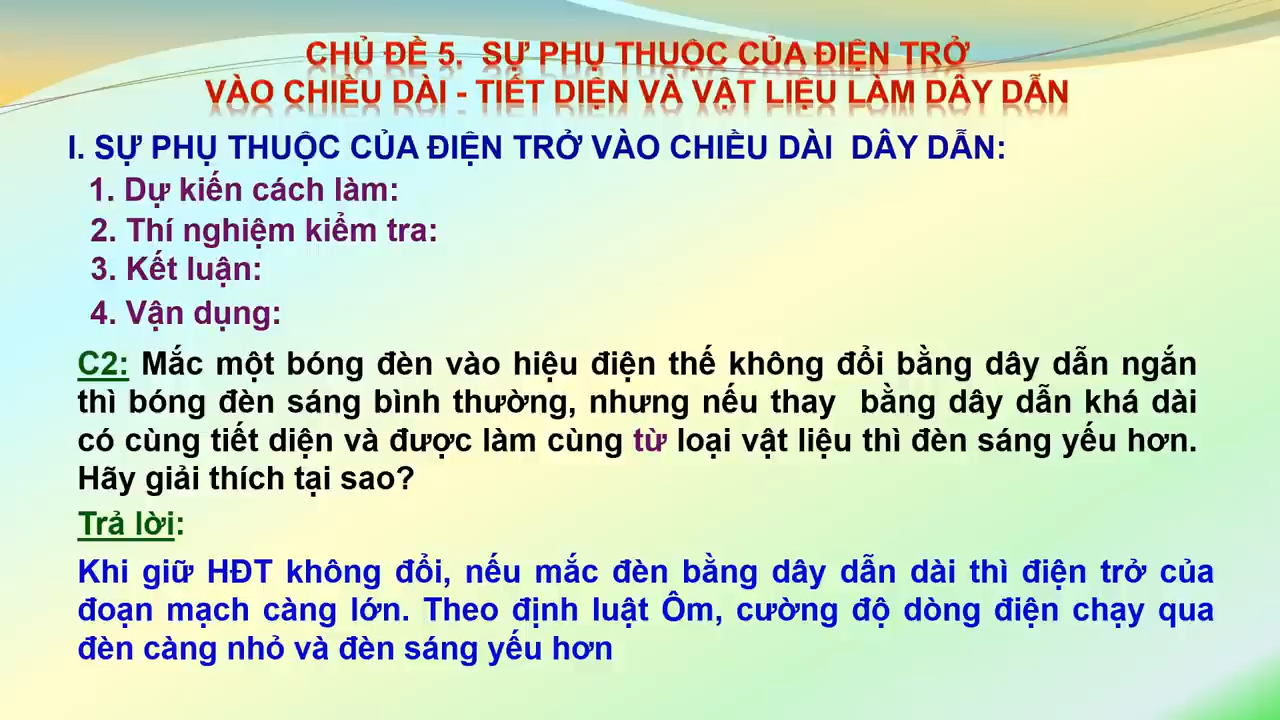 CHỦ ĐỀ 5. SỰ PHỤ THUỘC CỦA ĐIỆN TRỞ
VÀO CHIỀU DÀI - TIẾT DIỆN VÀ VẬT LIỆU LÀM DÂY DẪN
I. SỰ PHỤ THUỘC CỦA ĐIỆN TRỞ VÀO CHIỀU DÀI DÂY DẪN:
1. Dự kiến cách làm:
2. Thí nghiệm kiểm tra:
3. Kết luận:
4. Vận dụng:
C2: Mắc một bóng đèn vào hiệu điện thế không đổi bằng dây dẫn ngắn
thì bóng đèn sáng bình thường, nhưng nếu thay bằng dây dẫn khá dài
có cùng tiết diện và được làm cùng từ loại vật liệu thì đèn sáng yếu hơn.
Hãy giải thích tại sao?
Trả lời:
Khi giữ HĐT không đổi, nếu mắc đèn bằng dây dẫn dài thì điện trở của
đoạn mạch càng lớn. Theo định luật Ôm, cường độ dòng điện chạy qua
đèn càng nhỏ và đèn sáng yếu hơn